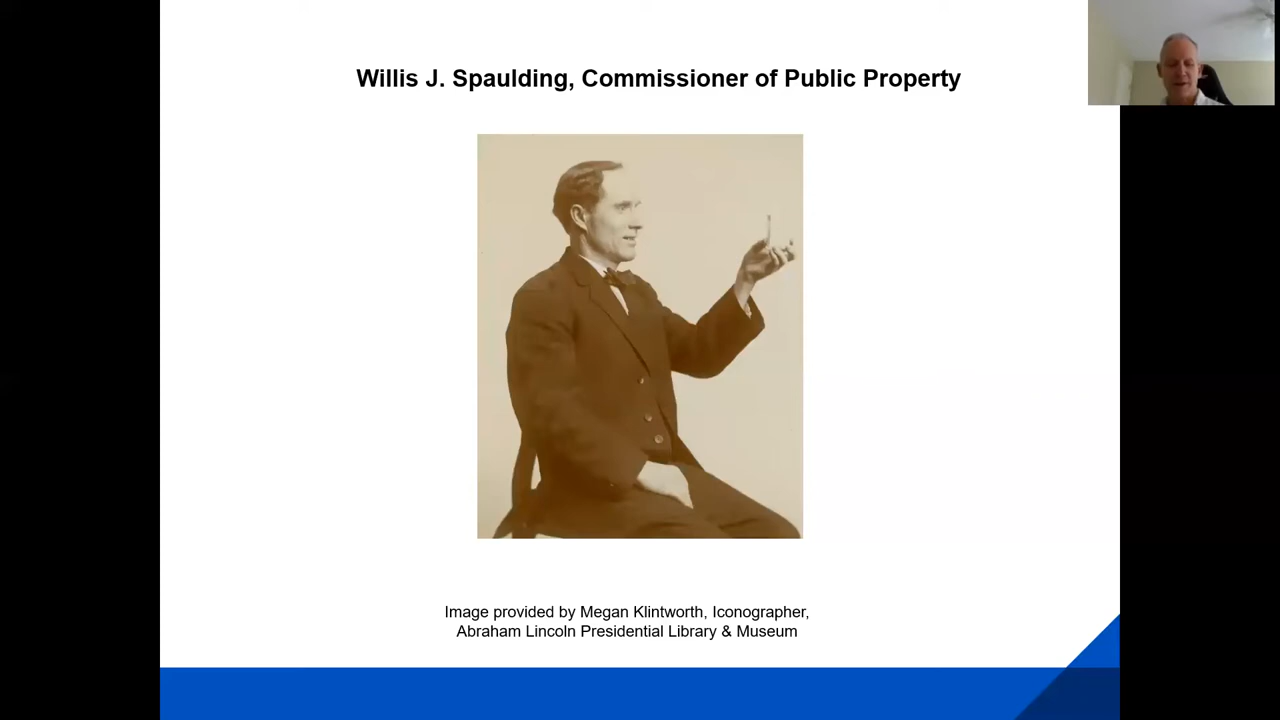 Willis J. Spaulding, Commissioner of Public Property
Image provided by Megan Klintworth, Iconographer,
Abraham Lincoln Presidential Library & Museum